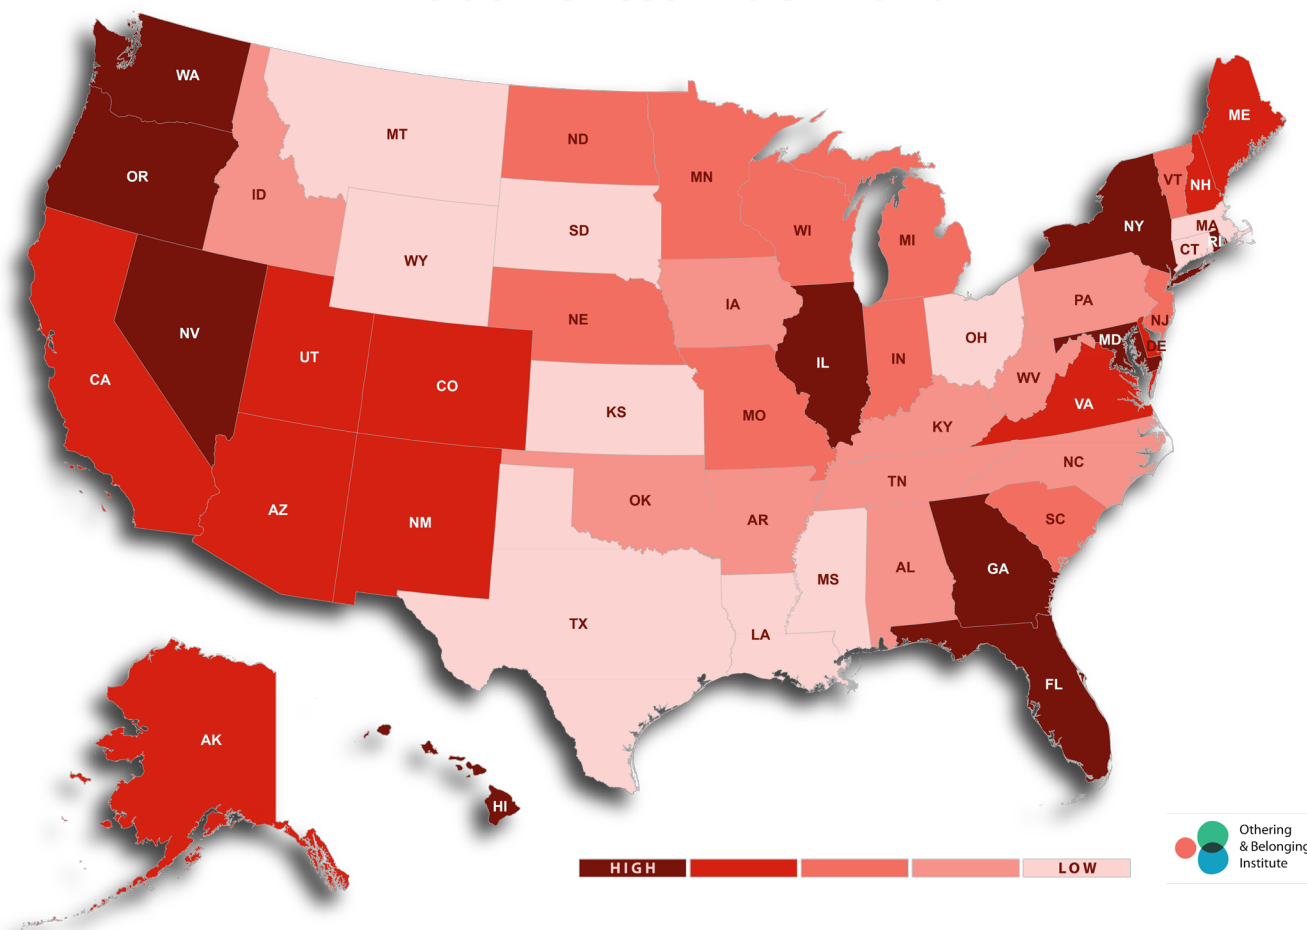 WA
MT
ND
MN
OR
ID
SD
WI
MI
WY
IA
NE
NV
UT
CO
CA
KS
MO
IL
IN
OH
PA
NY
VT
NH
ME
MA
CT
RI
NJ
DE
MD
WV
VA
KY
NC
TN
SC
AZ
NM
OK
AR
TX
LA
MS
AL
GA
FL
AK
HI
HIGH
LOW
Othering
& Belonging
Institute